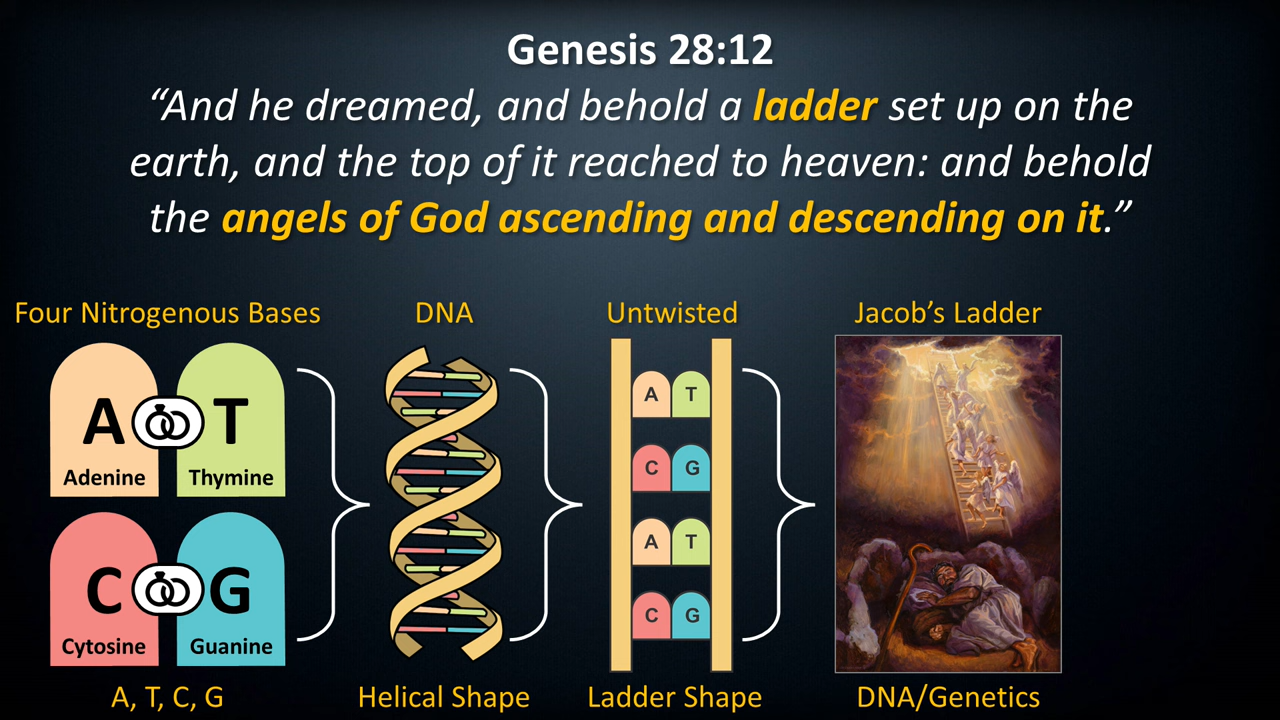 Genesis 28:12
“And he dreamed, and behold a ladder set up on the
earth, and the top of it reached to heaven: and behold
the angels of God ascending and descending on it.”
Four Nitrogenous Bases
A T
Adenine Thymine
C G
Cytosine Guanine
A, T, C, G
DNA
Helical Shape
Untwisted
A T
C G
A T
C G
Ladder Shape
Jacob’s Ladder
DNA/Genetics